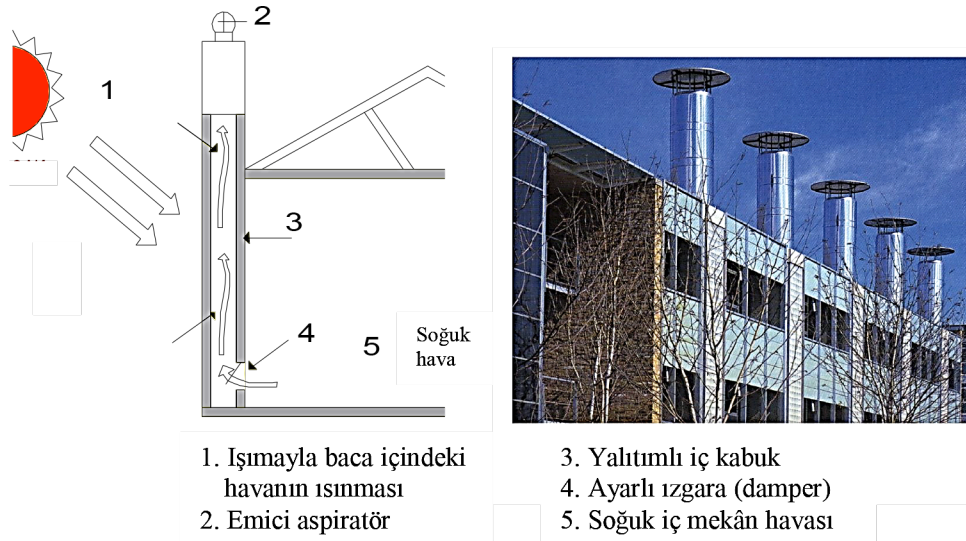 2
1
3
4
5
Soğuk
hava
1. Işımayla baca içindeki
havanın ısınması
2. Emici aspiratör
3. Yalıtımlı iç kabuk
4. Ayarlı ızgara (damper)
5. Soğuk iç mekân havası